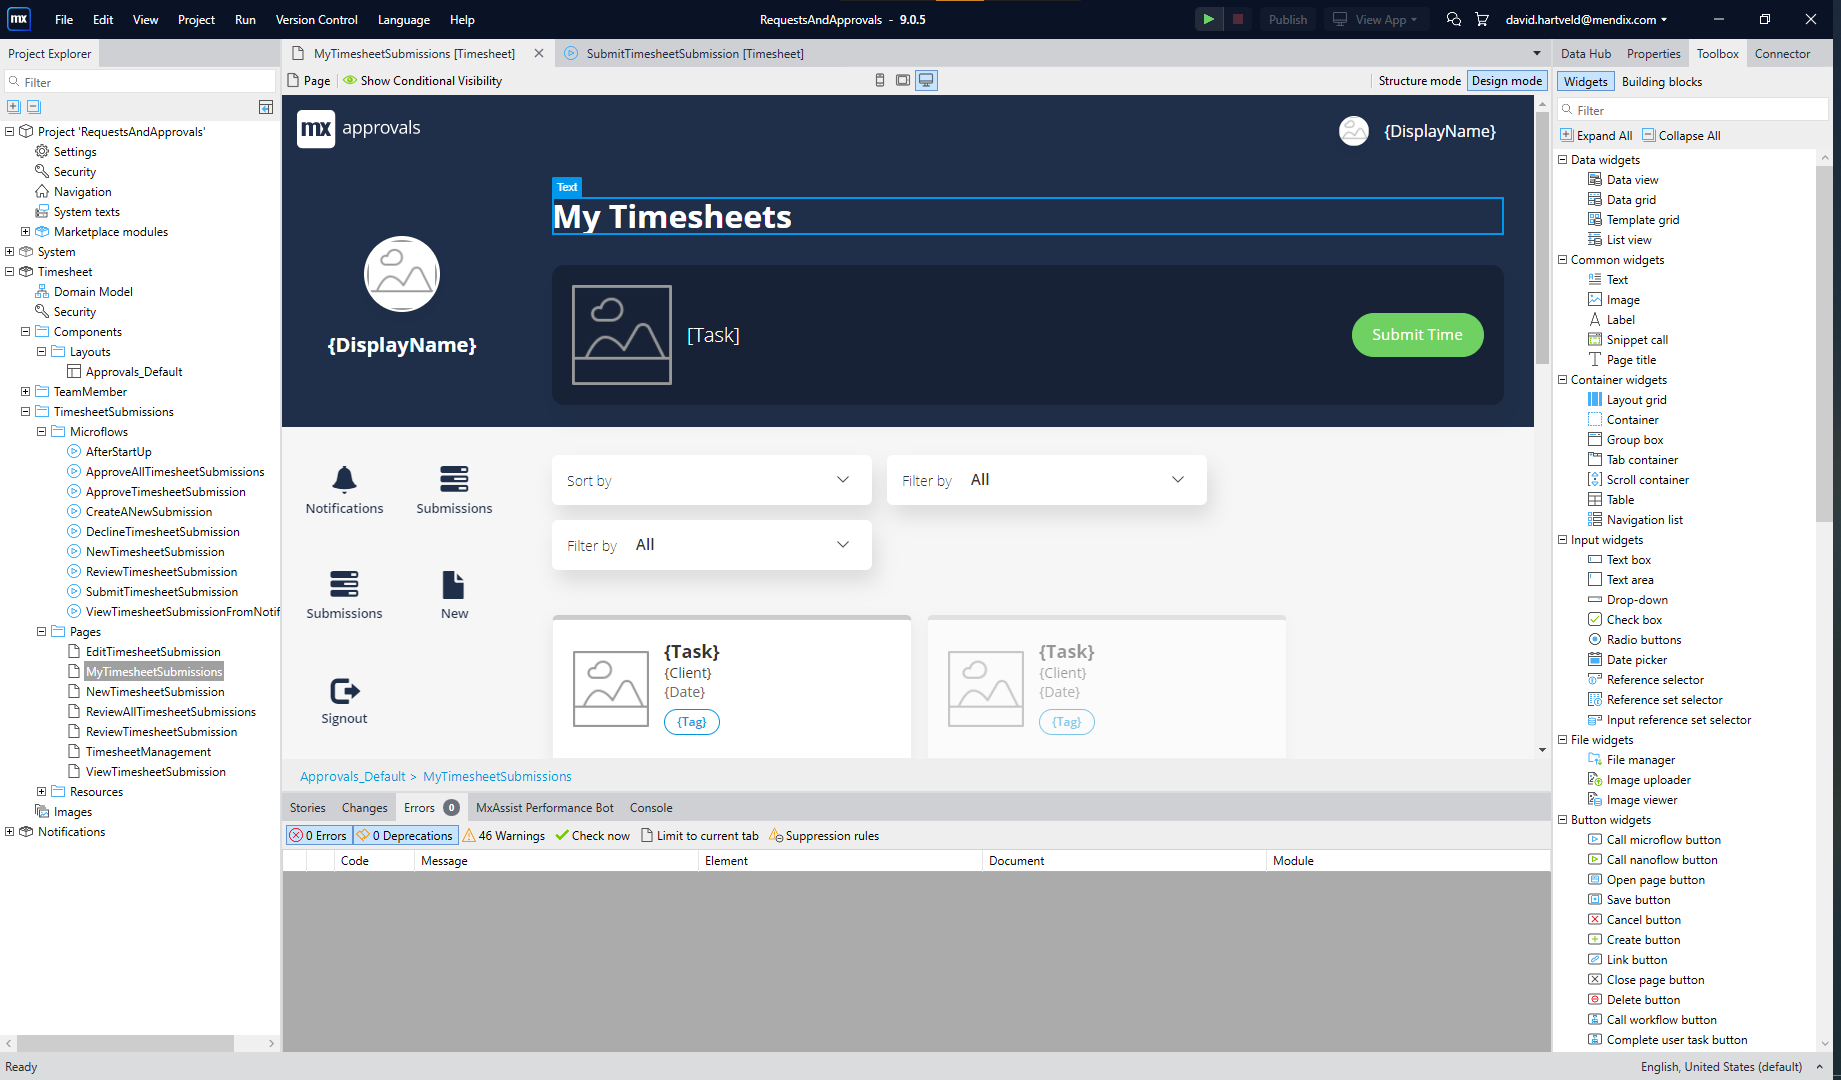 mx File Edit View Project Run Version Control Language Help RequestsAndApprovals - 9.0.5 Publish View App david.hartveld@mendix.com
Project Explorer
Filter
Project 'RequestsAndApprovals'
Settings
Security
Navigation
System texts
Marketplace modules
System
Timesheet
Domain Model
Security
Components
Layouts
Approvals_Default
TeamMember
TimesheetSubmissions
Microflows
AfterStartUp
ApproveAllTimesheetSubmissions
ApproveTimesheetSubmission
CreateANewSubmission
DeclineTimesheetSubmission
NewTimesheetSubmission
ReviewTimesheetSubmission
SubmitTimesheetSubmission
ViewTimesheetSubmissionFromNotif
Pages
EditTimesheetSubmission
MyTimesheetSubmissions
NewTimesheetSubmission
ReviewAllTimesheetSubmissions
ReviewTimesheetSubmission
TimesheetManagement
ViewTimesheetSubmission
Resources
Images
Notifications
MyTimesheetSubmissions [Timesheet] SubmitTimesheetSubmission [Timesheet]
Page Show Conditional Visibility Structure mode Design mode
mx approvals {DisplayName}
Text
My Timesheets
{DisplayName}
[Task] Submit Time
Notifications Submissions
Submissions New
Signout
Sort by Filter by All
Filter by All
{Task}
{Client}
{Date}
{Tag}
{Task}
{Client}
{Date}
{Tag}
Approvals_Default > MyTimesheetSubmissions
Stories Changes Errors 0 MxAssist Performance Bot Console
0 Errors 0 Deprecations 46 Warnings Check now Limit to current tab Suppression rules
Code Message Element Document Module
Data Hub Properties Toolbox Connector
Widgets Building blocks
Filter
Expand All Collapse All
Data widgets
Data view
Data grid
Template grid
List view
Common widgets
Text
Image
Label
Snippet call
Page title
Container widgets
Layout grid
Container
Group box
Tab container
Scroll container
Table
Navigation list
Input widgets
Text box
Text area
Drop-down
Check box
Radio buttons
Date picker
Reference selector
Reference set selector
Input reference set selector
File widgets
File manager
Image uploader
Image viewer
Button widgets
Call microflow button
Call nanoflow button
Open page button
Save button
Cancel button
Create button
Link button
Close page button
Delete button
Call workflow button
Complete user task button
Ready English, United States (default)